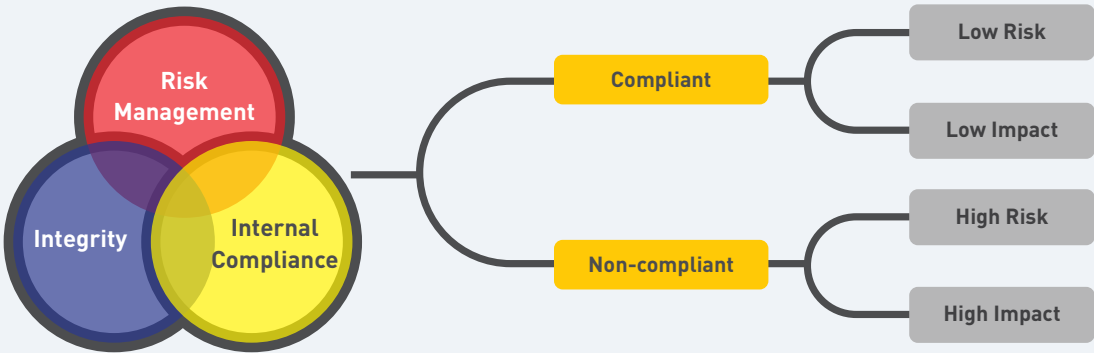 Risk
Management
Integrity
Internal
Compliance
Compliant
Non-compliant
Low Risk
Low Impact
High Risk
High Impact